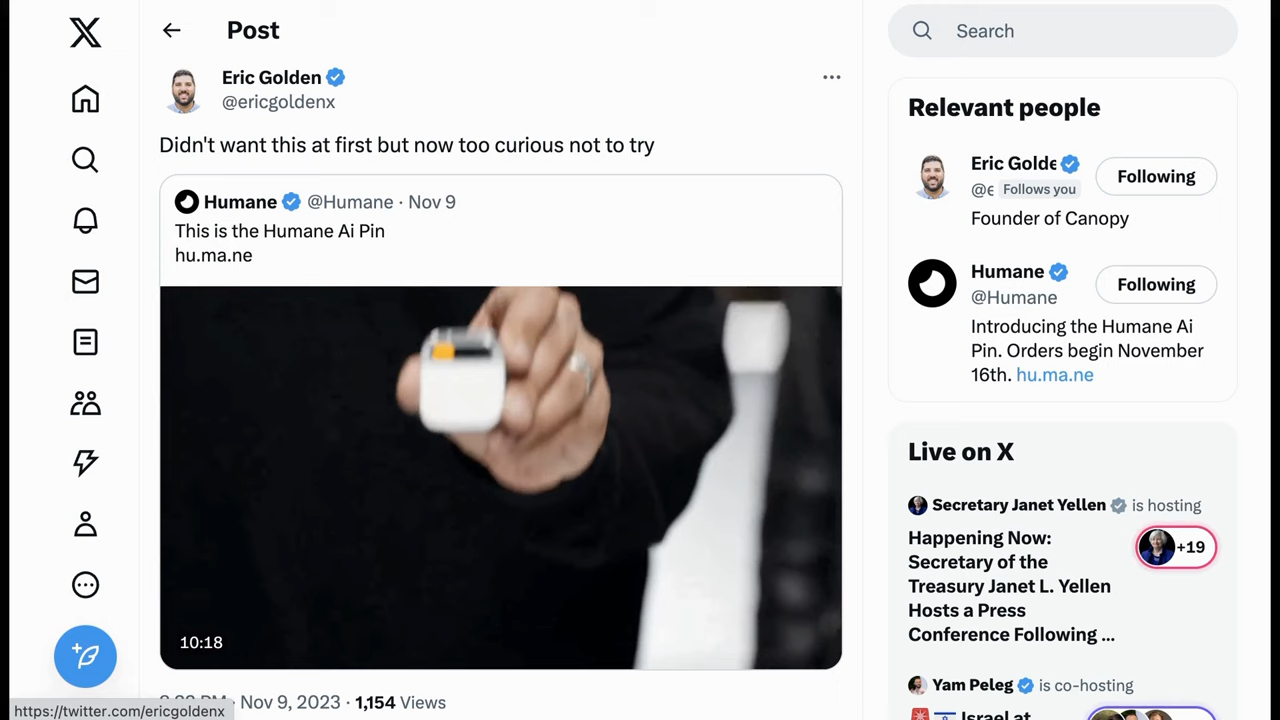 Post
Eric Golden
@ericgoldenx
Didn't want this at first but now too curious not to try
Humane @Humane · Nov 9
This is the Humane Ai Pin
hu.ma.ne
10:18
Nov 9, 2023 · 1,154 Views
https://twitter.com/ericgoldenx
Search
Relevant people
Eric Golde
Follows you
Following
Founder of Canopy
Humane
@Humane
Following
Introducing the Humane Ai
Pin. Orders begin November
16th. hu.ma.ne
Live on X
Secretary Janet Yellen is hosting
Happening Now:
Secretary of the
Treasury Janet L. Yellen
Hosts a Press
Conference Following ...
+19
Yam Peleg is co-hosting
Israel at